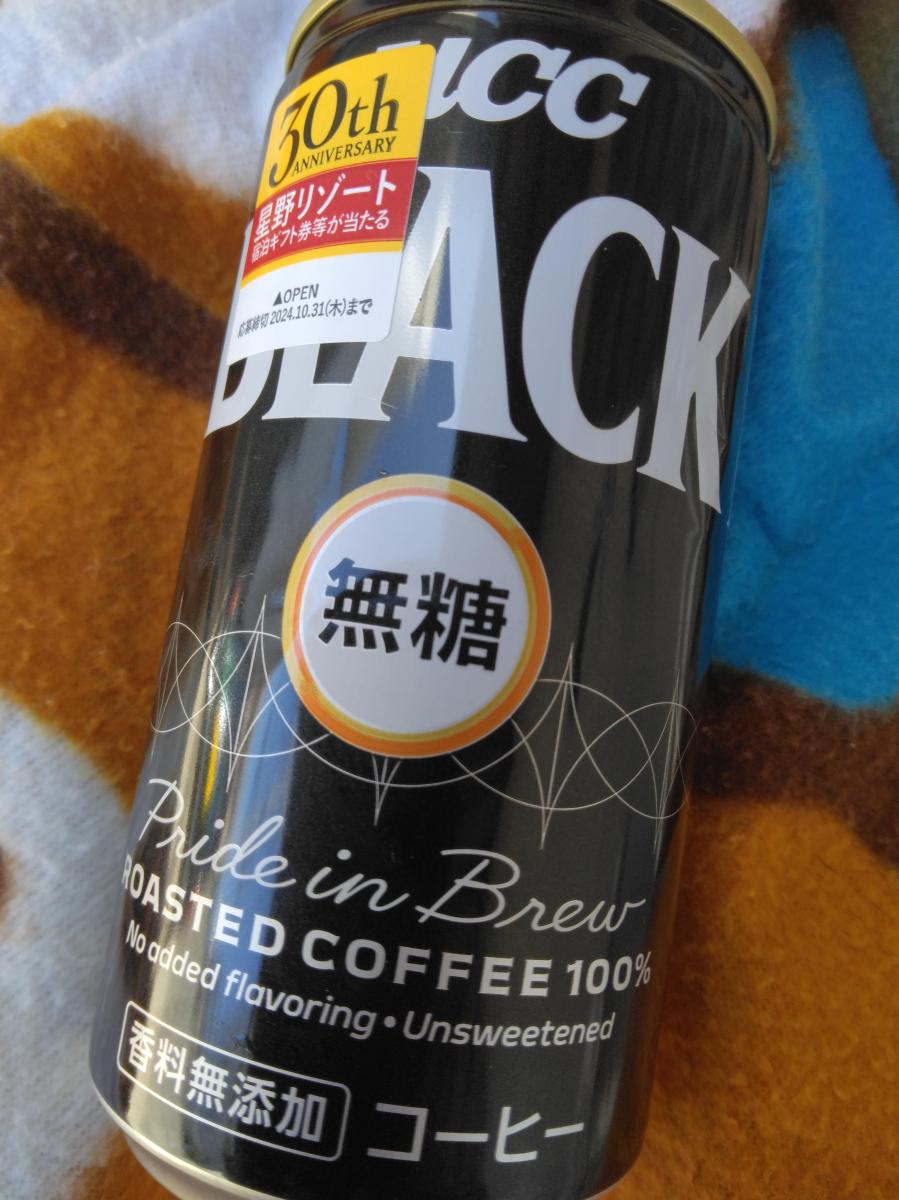 UCC
30th
ANNIVERSARY
星野リゾート
宿泊ギフト券等が当たる
▲OPEN
応募締切 2024.10.31(木)まで
BLACK
無糖
Pride in Brew
ROASTED COFFEE 100%
No added flavoring・Unsweetened
香料無添加 コーヒー